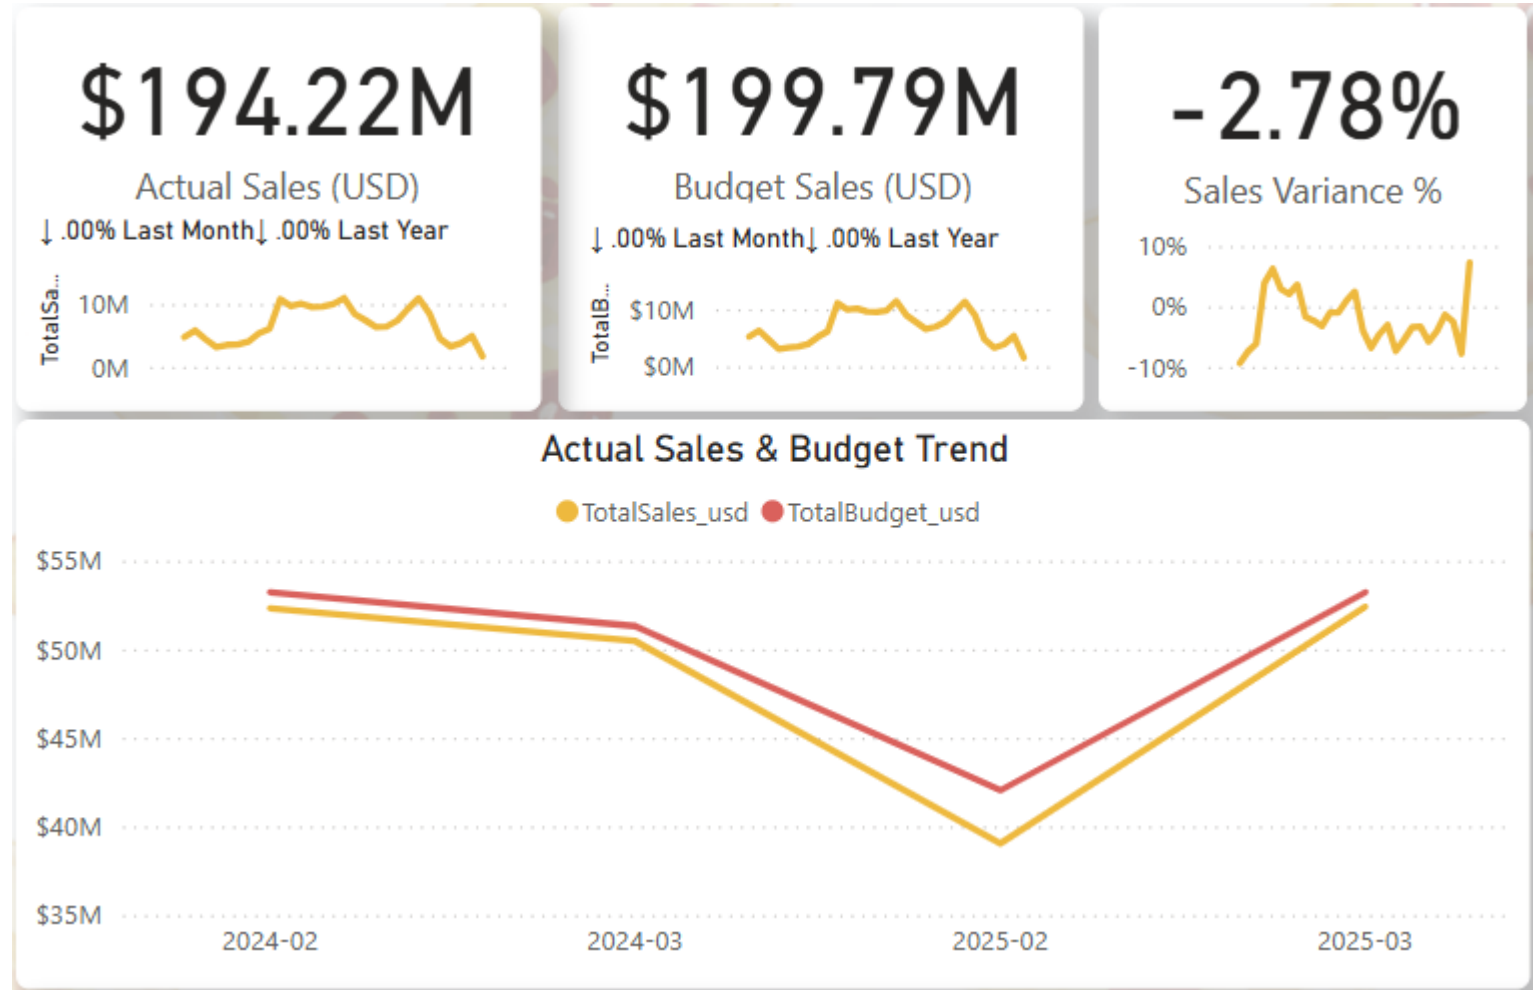 $194.22M
Actual Sales (USD)
↓ .00% Last Month↓ .00% Last Year
TotalSa...
10M
0M
$199.79M
Budget Sales (USD)
↓ .00% Last Month↓ .00% Last Year
TotalB...
$10M
$0M
-2.78%
Sales Variance %
10%
0%
-10%
Actual Sales & Budget Trend
TotalSales_usd TotalBudget_usd
$55M
$50M
$45M
$40M
$35M
2024-02 2024-03 2025-02 2025-03